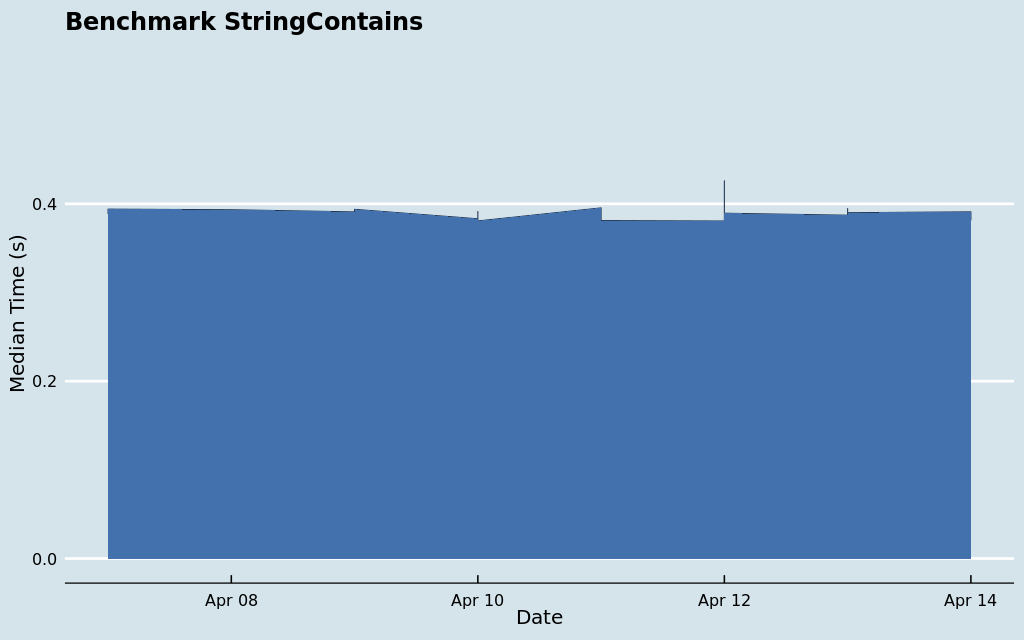 Benchmark StringContains
Median Time (s)
0.4
0.2
0.0
Apr 08
Apr 10
Apr 12
Apr 14
Date